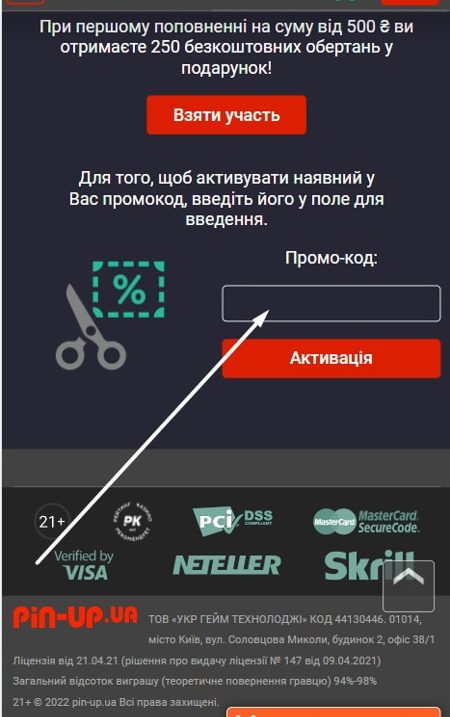 При першому поповненні на суму від 500 ₴ ви
отримаєте 250 безкоштовних обертань у
подарунок!
Взяти участь
Для того, щоб активувати наявний у
Вас промокод, введіть його у поле для
введення.
%
Промо-код:
Активація
21+
РЕЙТИНГ КАЗИНО
РК
РЕКОМЕНДУЕТ
PCI DSS
COMPLIANT
MasterCard
MasterCard.
SecureCode.
Verified by
VISA
NETELLER
Skrill
PiN-UP.UA
ТОВ «УКР ГЕЙМ ТЕХНОЛОДЖІ» КОД 44130446. 01014,
місто Київ, вул. Соловцова Миколи, будинок 2, офіс 38/1
Ліцензія від 21.04.21 (рішення про видачу ліцензії № 147 від 09.04.2021)
Загальний відсоток виграшу (теоретичне повернення гравцю) 94%-98%
21+ © 2022 pin-up.ua Всі права захищені.